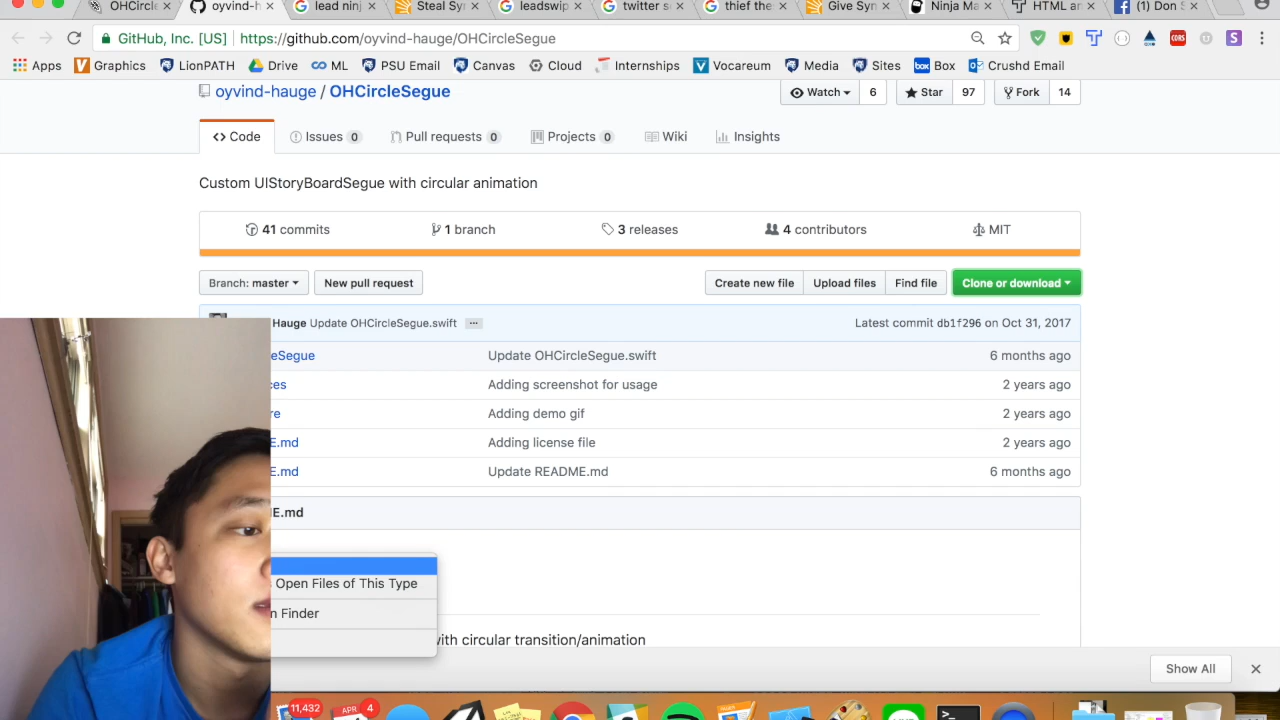 OHCircle
oyvind-h
lead ninj
Steal Syn
leadswip
twitter s
thief the
Give Syn
Ninja Ma
HTML an
(1) Don S
GitHub, Inc. [US] https://github.com/oyvind-hauge/OHCircleSegue
Apps Graphics LionPATH Drive ML PSU Email Canvas Cloud Internships Vocareum Media Sites Box Crushd Email
oyvind-hauge / OHCircleSegue
Watch 6 Star 97 Fork 14
Code Issues 0 Pull requests 0 Projects 0 Wiki Insights
Custom UIStoryBoardSegue with circular animation
41 commits 1 branch 3 releases 4 contributors MIT
Branch: master New pull request Create new file Upload files Find file Clone or download
Hauge Update OHCircleSegue.swift ... Latest commit db1f296 on Oct 31, 2017
eSegue Update OHCircleSegue.swift 6 months ago
ces Adding screenshot for usage 2 years ago
re Adding demo gif 2 years ago
E.md Adding license file 2 years ago
E.md Update README.md 6 months ago
E.md
Open Files of This Type
n Finder
with circular transition/animation
Show All
11,432
APR 4